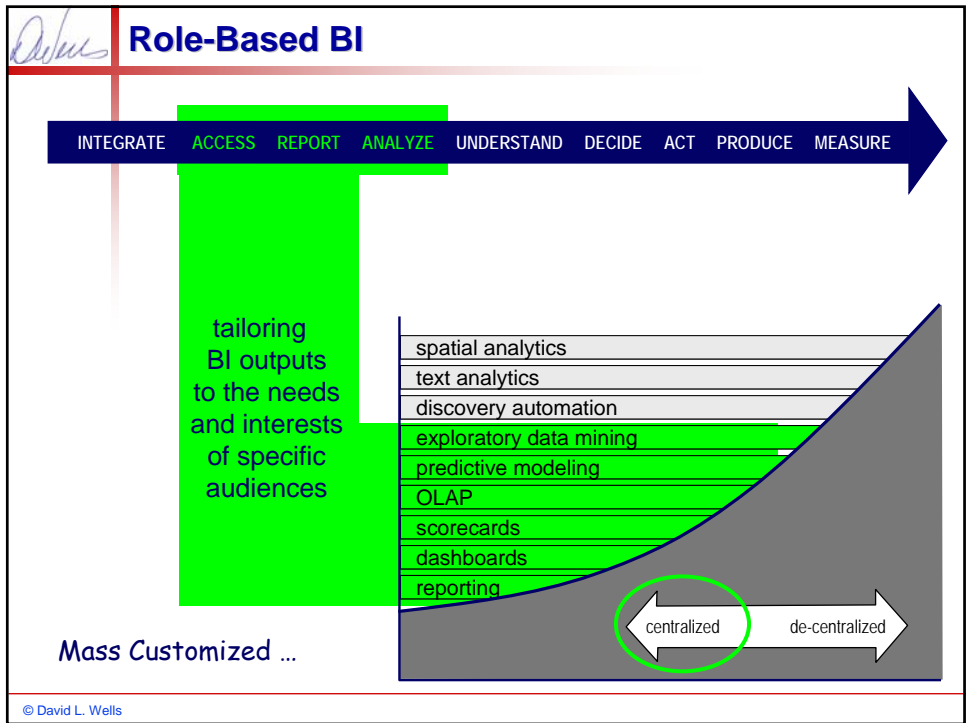 Role-Based BI
INTEGRATE ACCESS REPORT ANALYZE UNDERSTAND DECIDE ACT PRODUCE MEASURE
tailoring
BI outputs
to the needs
and interests
of specific
audiences
spatial analytics
text analytics
discovery automation
exploratory data mining
predictive modeling
OLAP
scorecards
dashboards
reporting
centralized de-centralized
Mass Customized ...
© David L. Wells